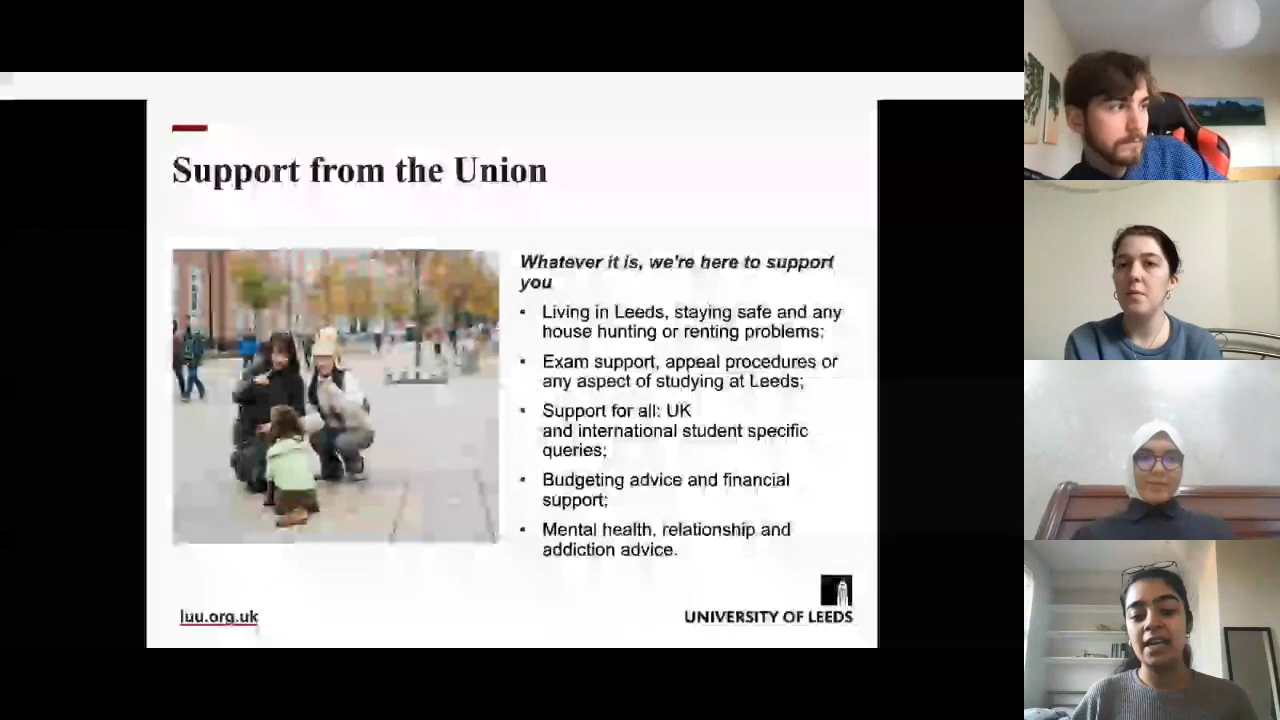 Support from the Union
Whatever it is, we're here to support
you
Living in Leeds, staying safe and any
house hunting or renting problems;
Exam support, appeal procedures or
any aspect of studying at Leeds;
Support for all: UK
and international student specific
queries;
Budgeting advice and financial
support;
Mental health, relationship and
addiction advice.
luu.org.uk
UNIVERSITY OF LEEDS